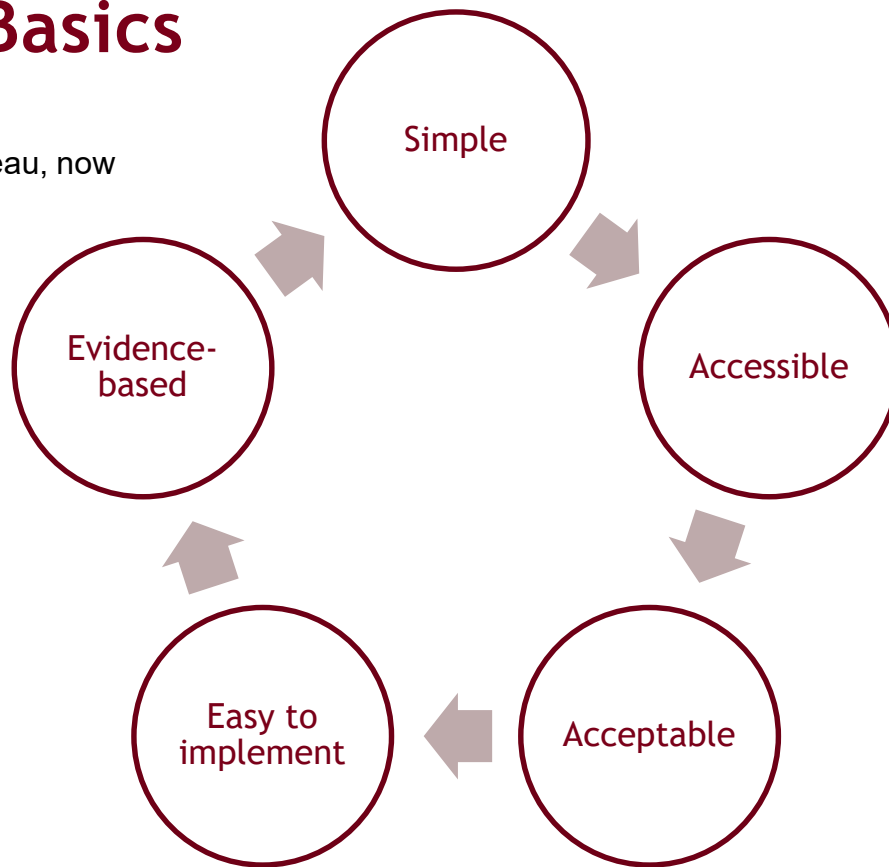 Basics
eau, now
Simple
Accessible
Acceptable
Easy to
implement
Evidence-
based